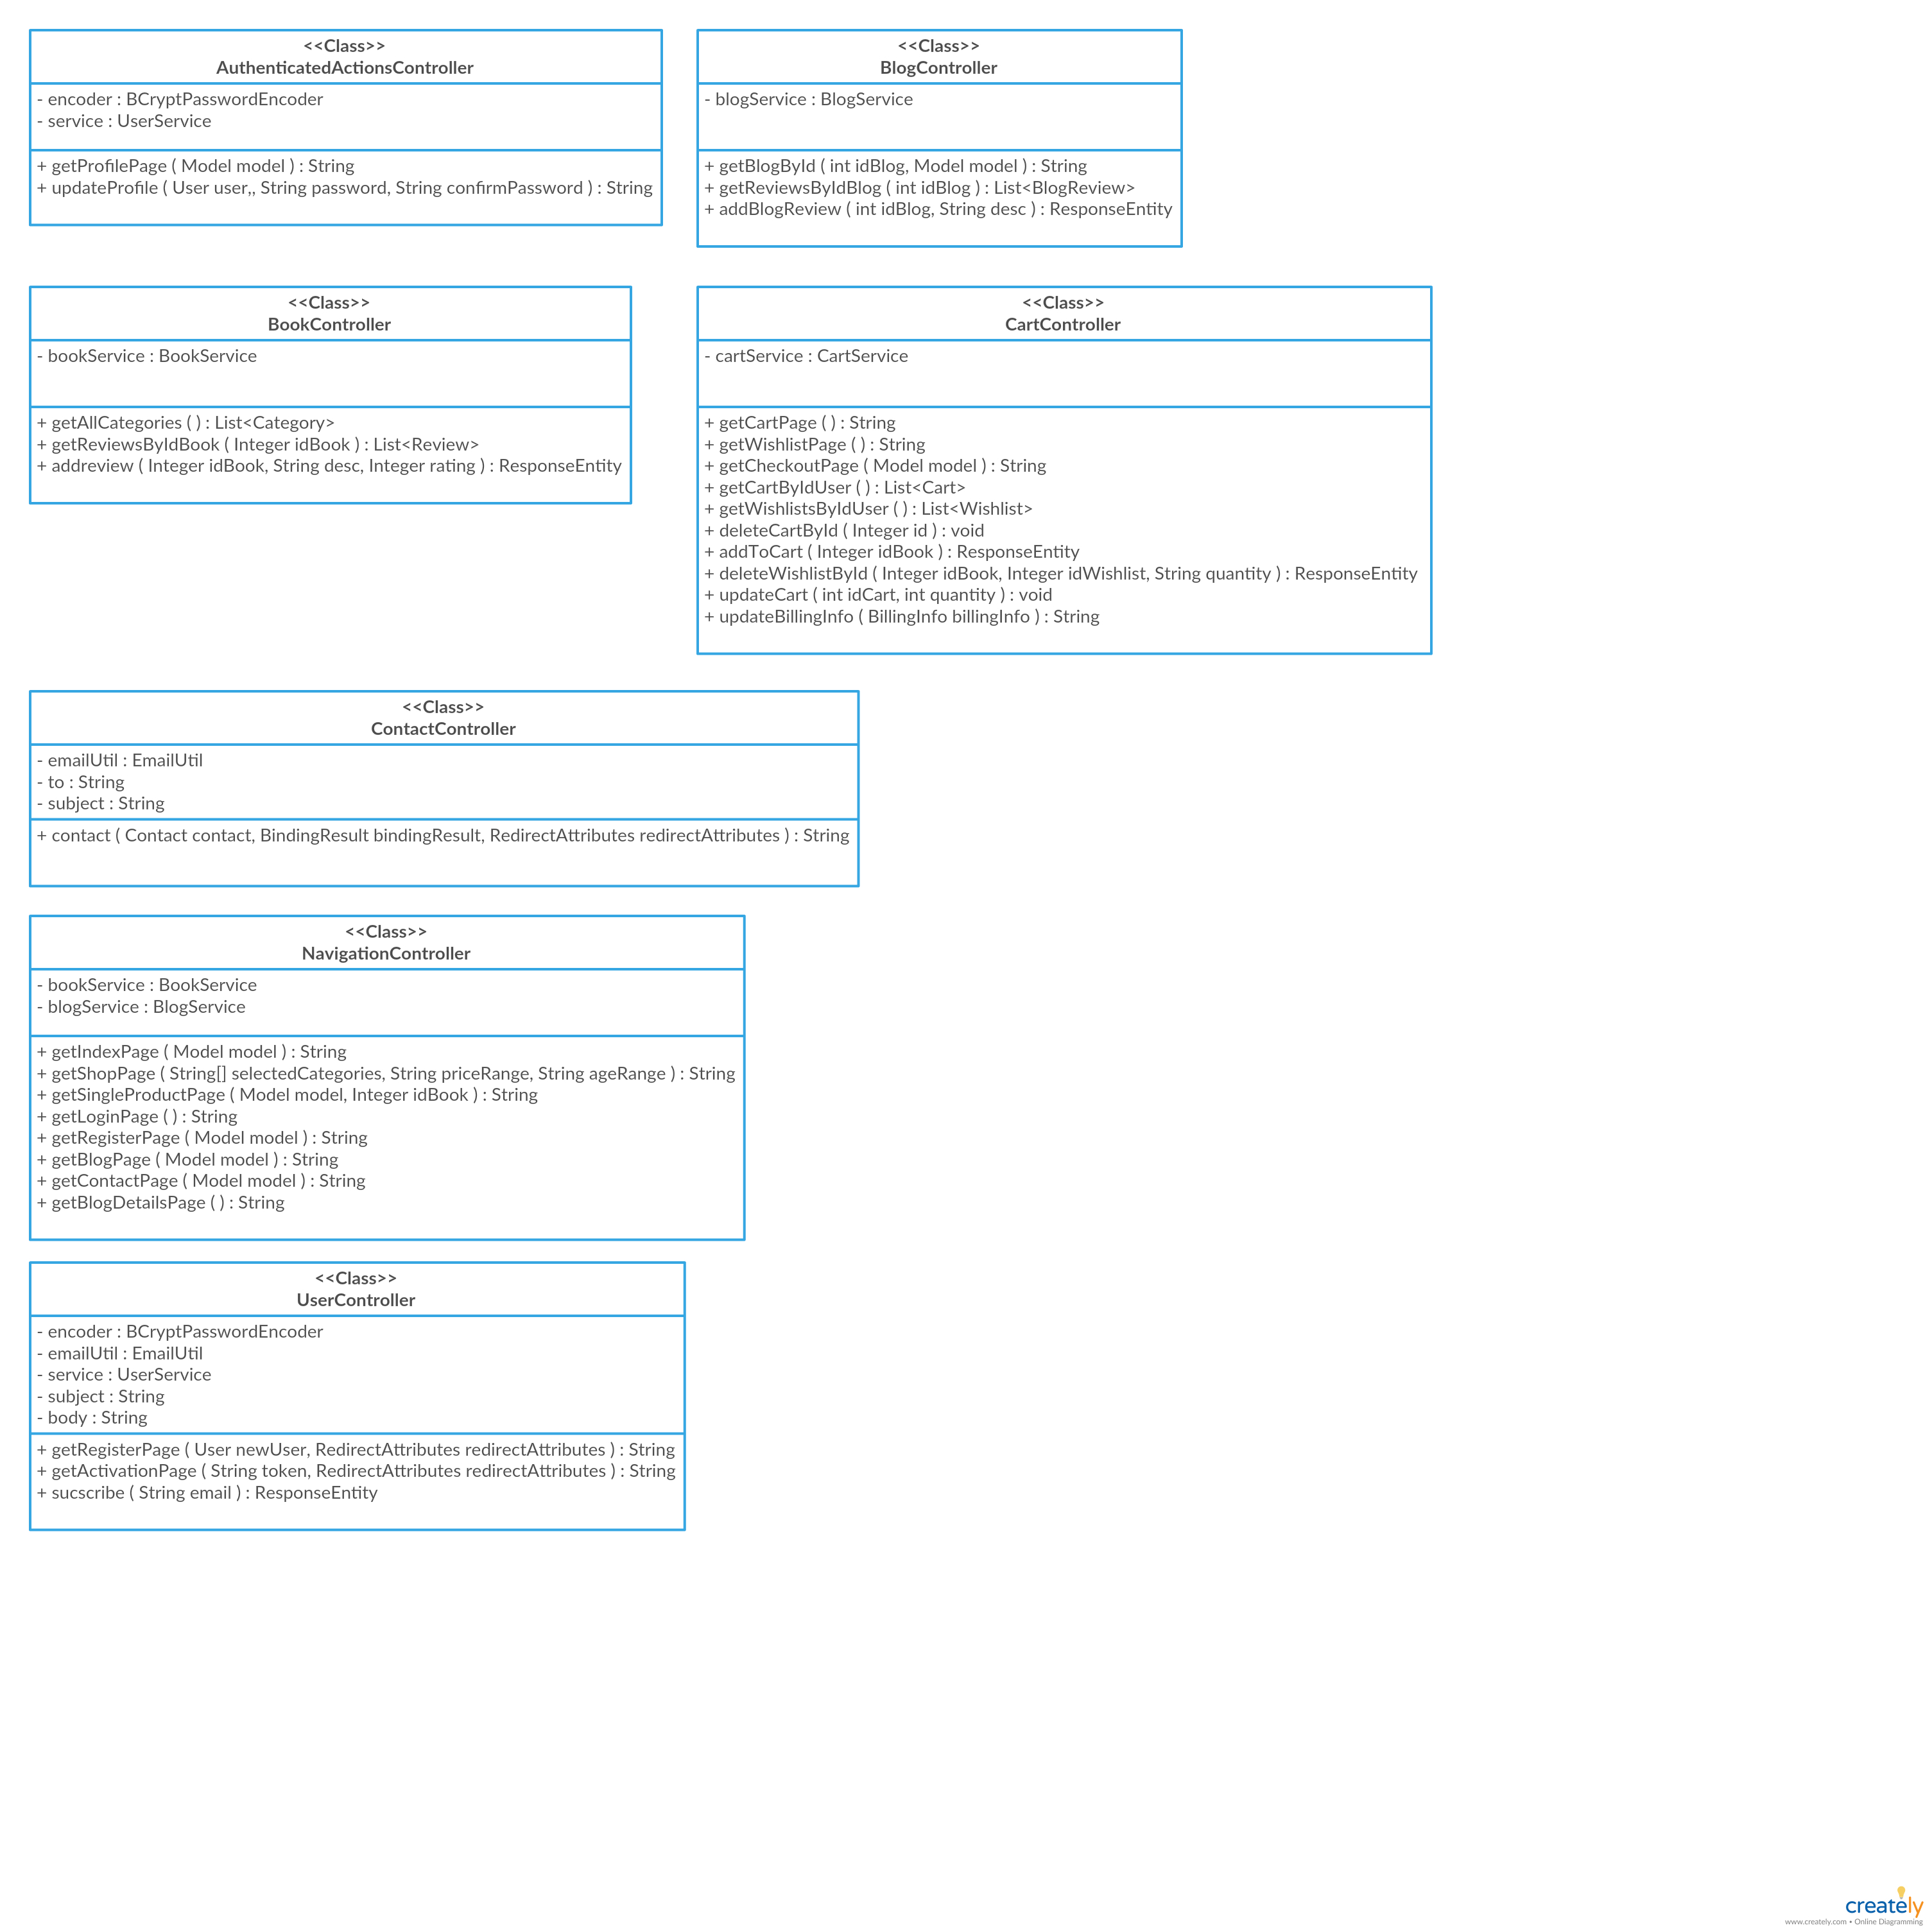 <<Class>>
AuthenticatedActionsController
- encoder : BCryptPasswordEncoder
- service : UserService
+ getProfilePage ( Model model ) : String
+ updateProfile ( User user,, String password, String confirmPassword ) : String
<<Class>>
BlogController
- blogService : BlogService
+ getBlogById ( int idBlog, Model model ) : String
+ getReviewsByIdBlog ( int idBlog ) : List<BlogReview>
+ addBlogReview ( int idBlog, String desc ) : ResponseEntity
<<Class>>
BookController
- bookService : BookService
+ getAllCategories ( ) : List<Category>
+ getReviewsByIdBook ( Integer idBook ) : List<Review>
+ addreview ( Integer idBook, String desc, Integer rating ) : ResponseEntity
<<Class>>
CartController
- cartService : CartService
+ getCartPage ( ) : String
+ getWishlistPage ( ) : String
+ getCheckoutPage ( Model model ) : String
+ getCartByIdUser ( ) : List<Cart>
+ getWishlistsByIdUser ( ) : List<Wishlist>
+ deleteCartById ( Integer id ) : void
+ addToCart ( Integer idBook ) : ResponseEntity
+ deleteWishlistById ( Integer idBook, Integer idWishlist, String quantity ) : ResponseEntity
+ updateCart ( int idCart, int quantity ) : void
+ updateBillingInfo ( BillingInfo billingInfo ) : String
<<Class>>
ContactController
- emailUtil : EmailUtil
- to : String
- subject : String
+ contact ( Contact contact, BindingResult bindingResult, RedirectAttributes redirectAttributes ) : String
<<Class>>
NavigationController
- bookService : BookService
- blogService : BlogService
+ getIndexPage ( Model model ) : String
+ getShopPage ( String[] selectedCategories, String priceRange, String ageRange ) : String
+ getSingleProductPage ( Model model, Integer idBook ) : String
+ getLoginPage ( ) : String
+ getRegisterPage ( Model model ) : String
+ getBlogPage ( Model model ) : String
+ getContactPage ( Model model ) : String
+ getBlogDetailsPage ( ) : String
<<Class>>
UserController
- encoder : BCryptPasswordEncoder
- emailUtil : EmailUtil
- service : UserService
- subject : String
- body : String
+ getRegisterPage ( User newUser, RedirectAttributes redirectAttributes ) : String
+ getActivationPage ( String token, RedirectAttributes redirectAttributes ) : String
+ sucscribe ( String email ) : ResponseEntity
creately
www.creately.com • Online Diagramming